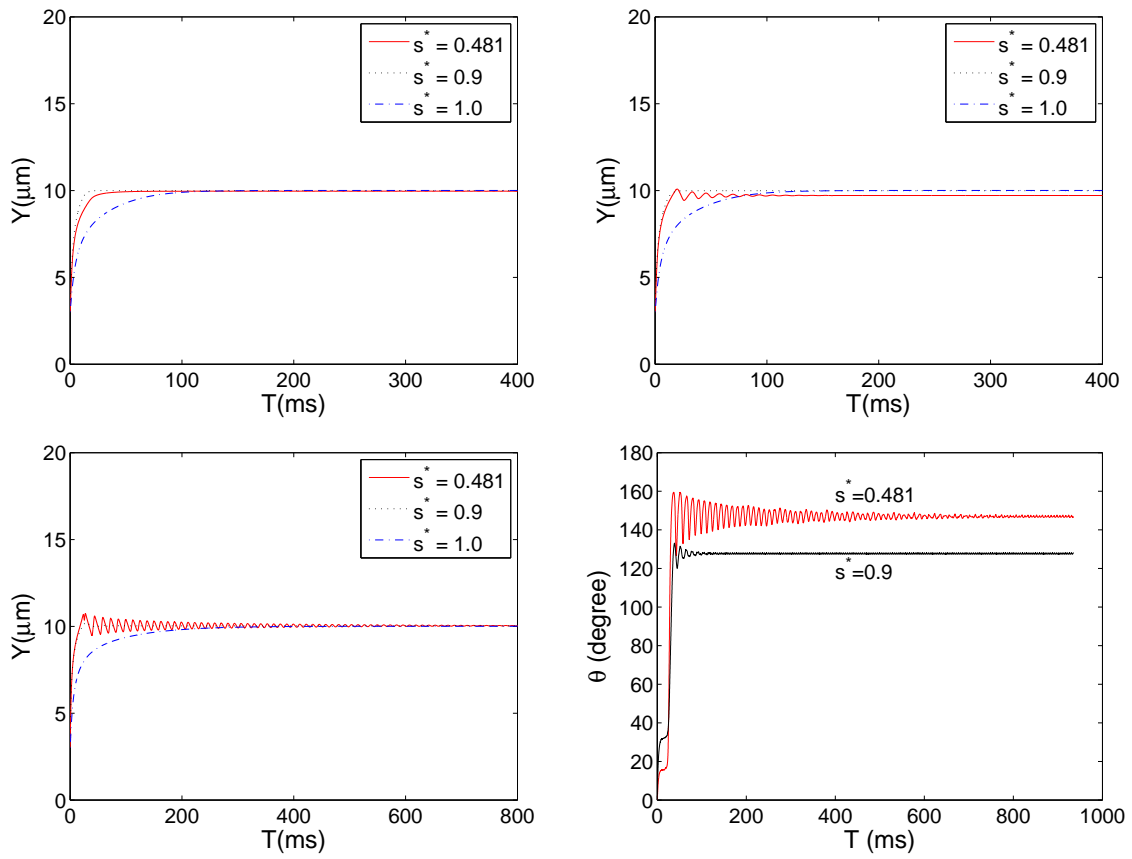 20
15
10
5
0
Y(μm)
0 100 200 300 400
T(ms)
s* = 0.481
s* = 0.9
s* = 1.0
20
15
10
5
0
Y(μm)
0 100 200 300 400
T(ms)
s* = 0.481
s* = 0.9
s* = 1.0
20
15
10
5
0
Y(μm)
0 200 400 600 800
T(ms)
s* = 0.481
s* = 0.9
s* = 1.0
180
160
140
120
100
80
60
40
20
0
θ (degree)
0 200 400 600 800 1000
T (ms)
s*=0.481
s*=0.9